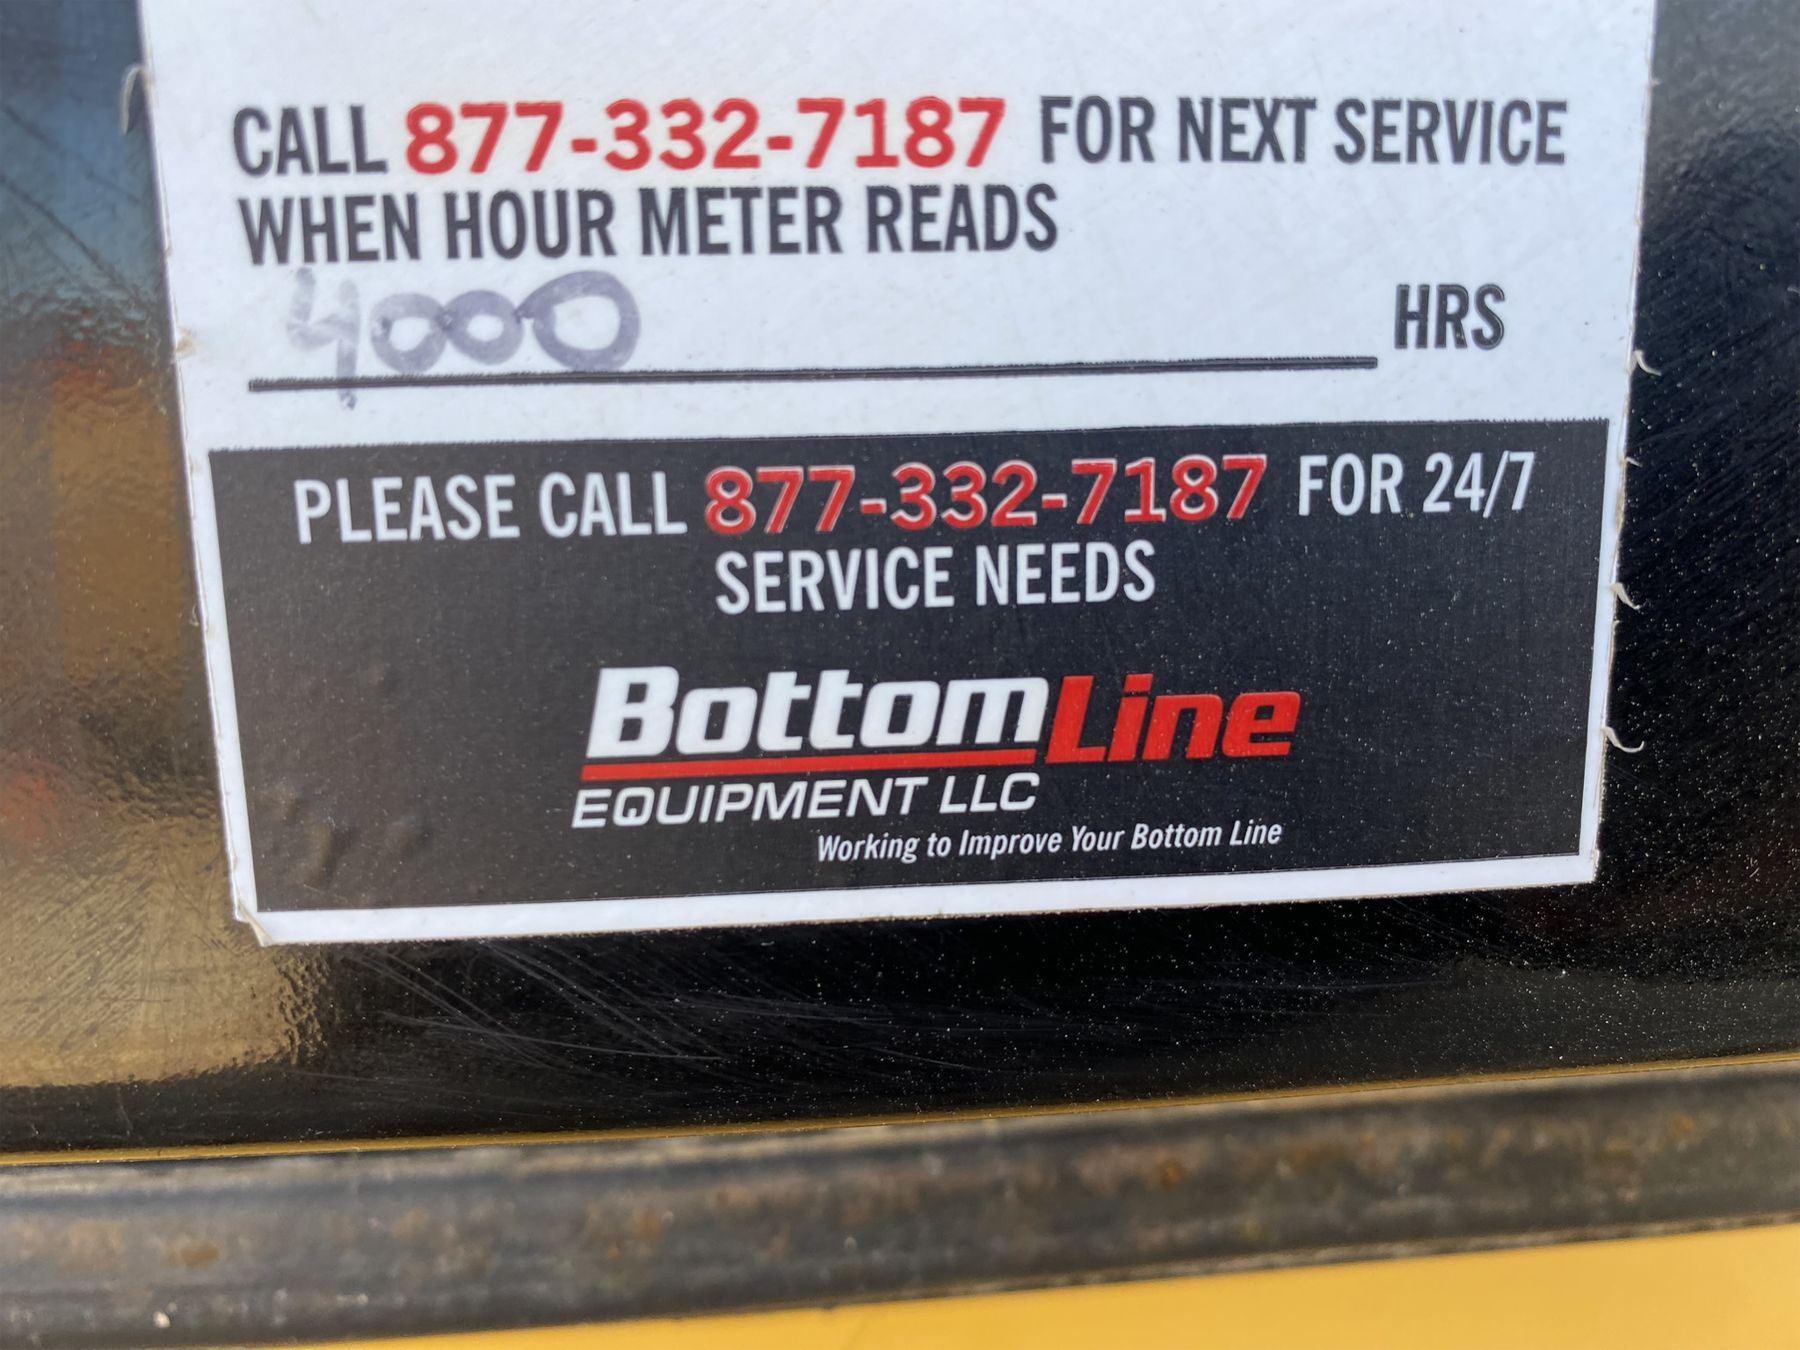 CALL 877-332-7187 FOR NEXT SERVICE
WHEN HOUR METER READS
4000 HRS
PLEASE CALL 877-332-7187 FOR 24/7
SERVICE NEEDS
BottomLine
EQUIPMENT LLC
Working to Improve Your Bottom Line